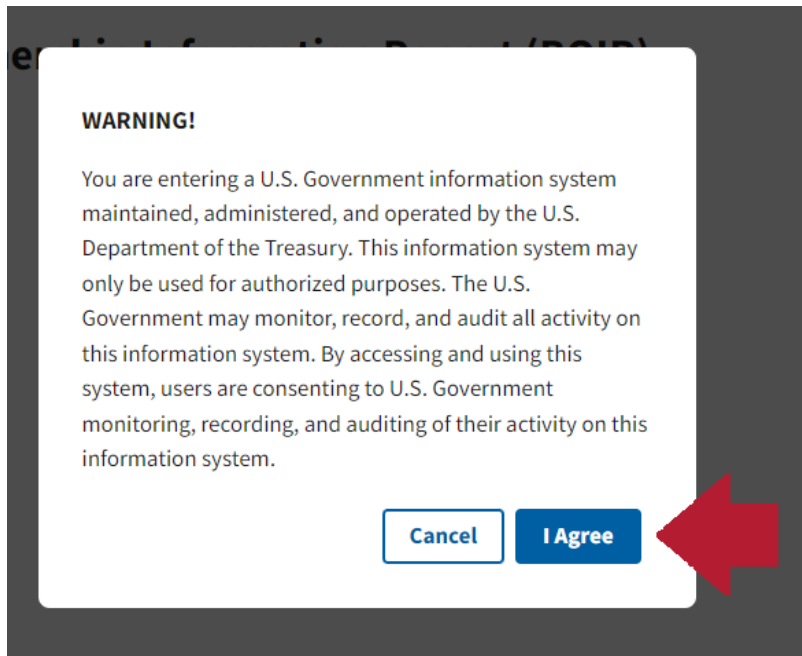 WARNING!
You are entering a U.S. Government information system
maintained, administered, and operated by the U.S.
Department of the Treasury. This information system may
only be used for authorized purposes. The U.S.
Government may monitor, record, and audit all activity on
this information system. By accessing and using this
system, users are consenting to U.S. Government
monitoring, recording, and auditing of their activity on this
information system.
Cancel
I Agree